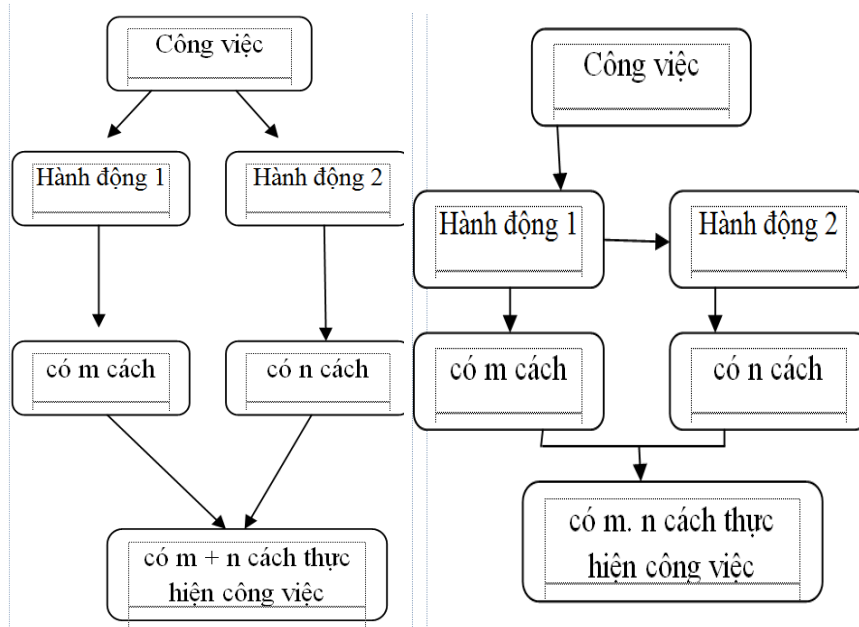 Công việc
Hành động 1
Hành động 2
có m cách
có n cách
có m + n cách thực
hiện công việc
Công việc
Hành động 1
Hành động 2
có m cách
có n cách
có m. n cách thực
hiện công việc